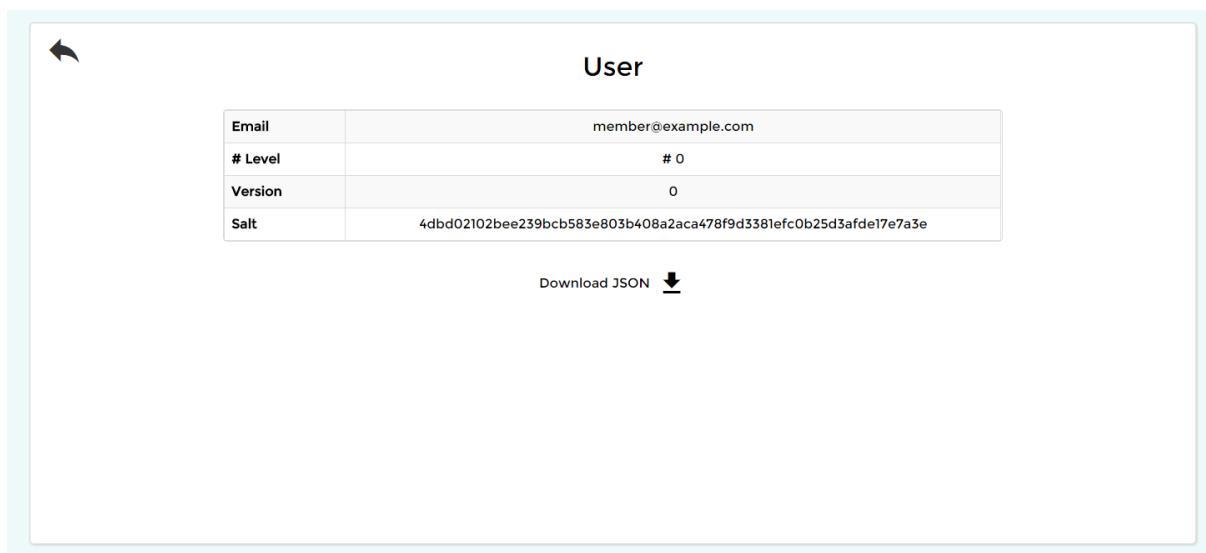 User
Email member@example.com
# Level # 0
Version 0
Salt 4dbd02102bee239bcb583e803b408a2aca478f9d3381efc0b25d3afde17e7a3e
Download JSON